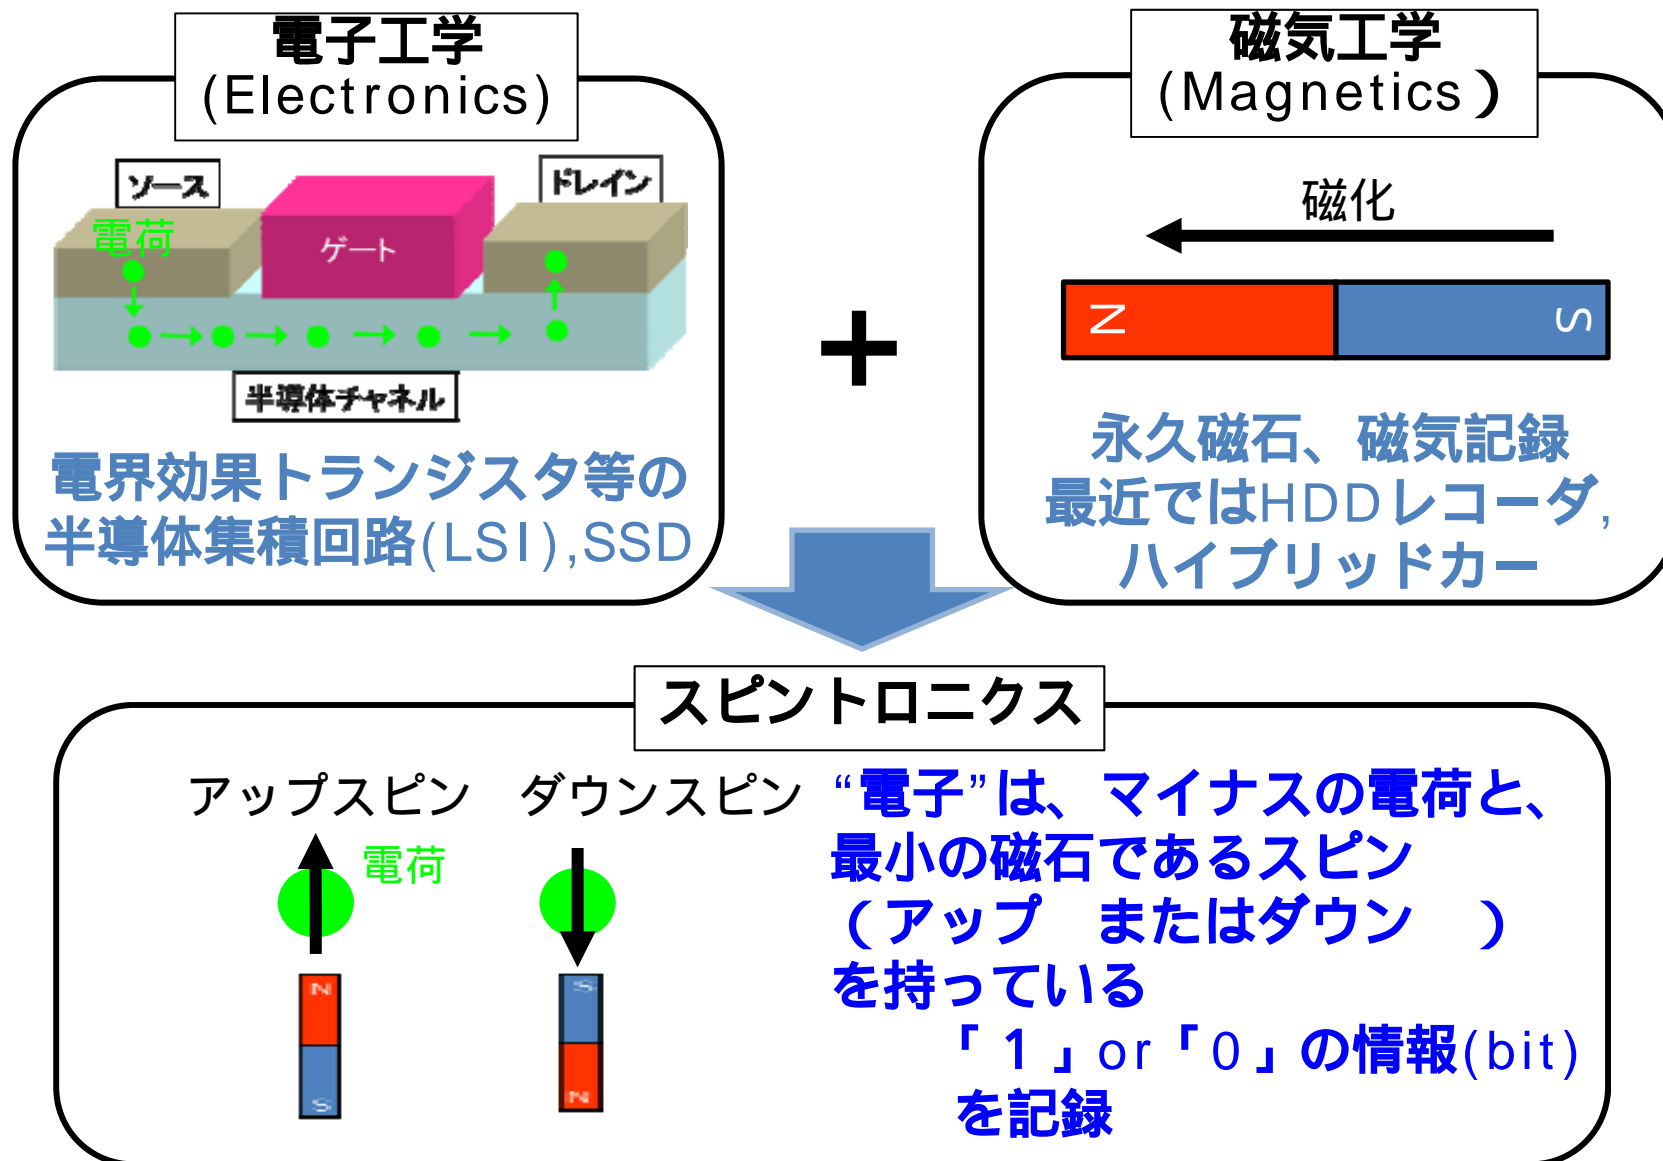 電子工学
(Electronics)
ソース
ドレイン
電荷
ゲート
半導体チャネル
電界効果トランジスタ等の
半導体集積回路(LSI),SSD
+
磁気工学
(Magnetics)
磁化
N
S
永久磁石、磁気記録
最近ではHDDレコーダ,
ハイブリッドカー
スピントロニクス
アップスピン
ダウンスピン
電荷
N
S
S
N
“電子”は、マイナスの電荷と、
最小の磁石であるスピン
(アップ またはダウン )
を持っている
「1」or「0」の情報(bit)
を記録